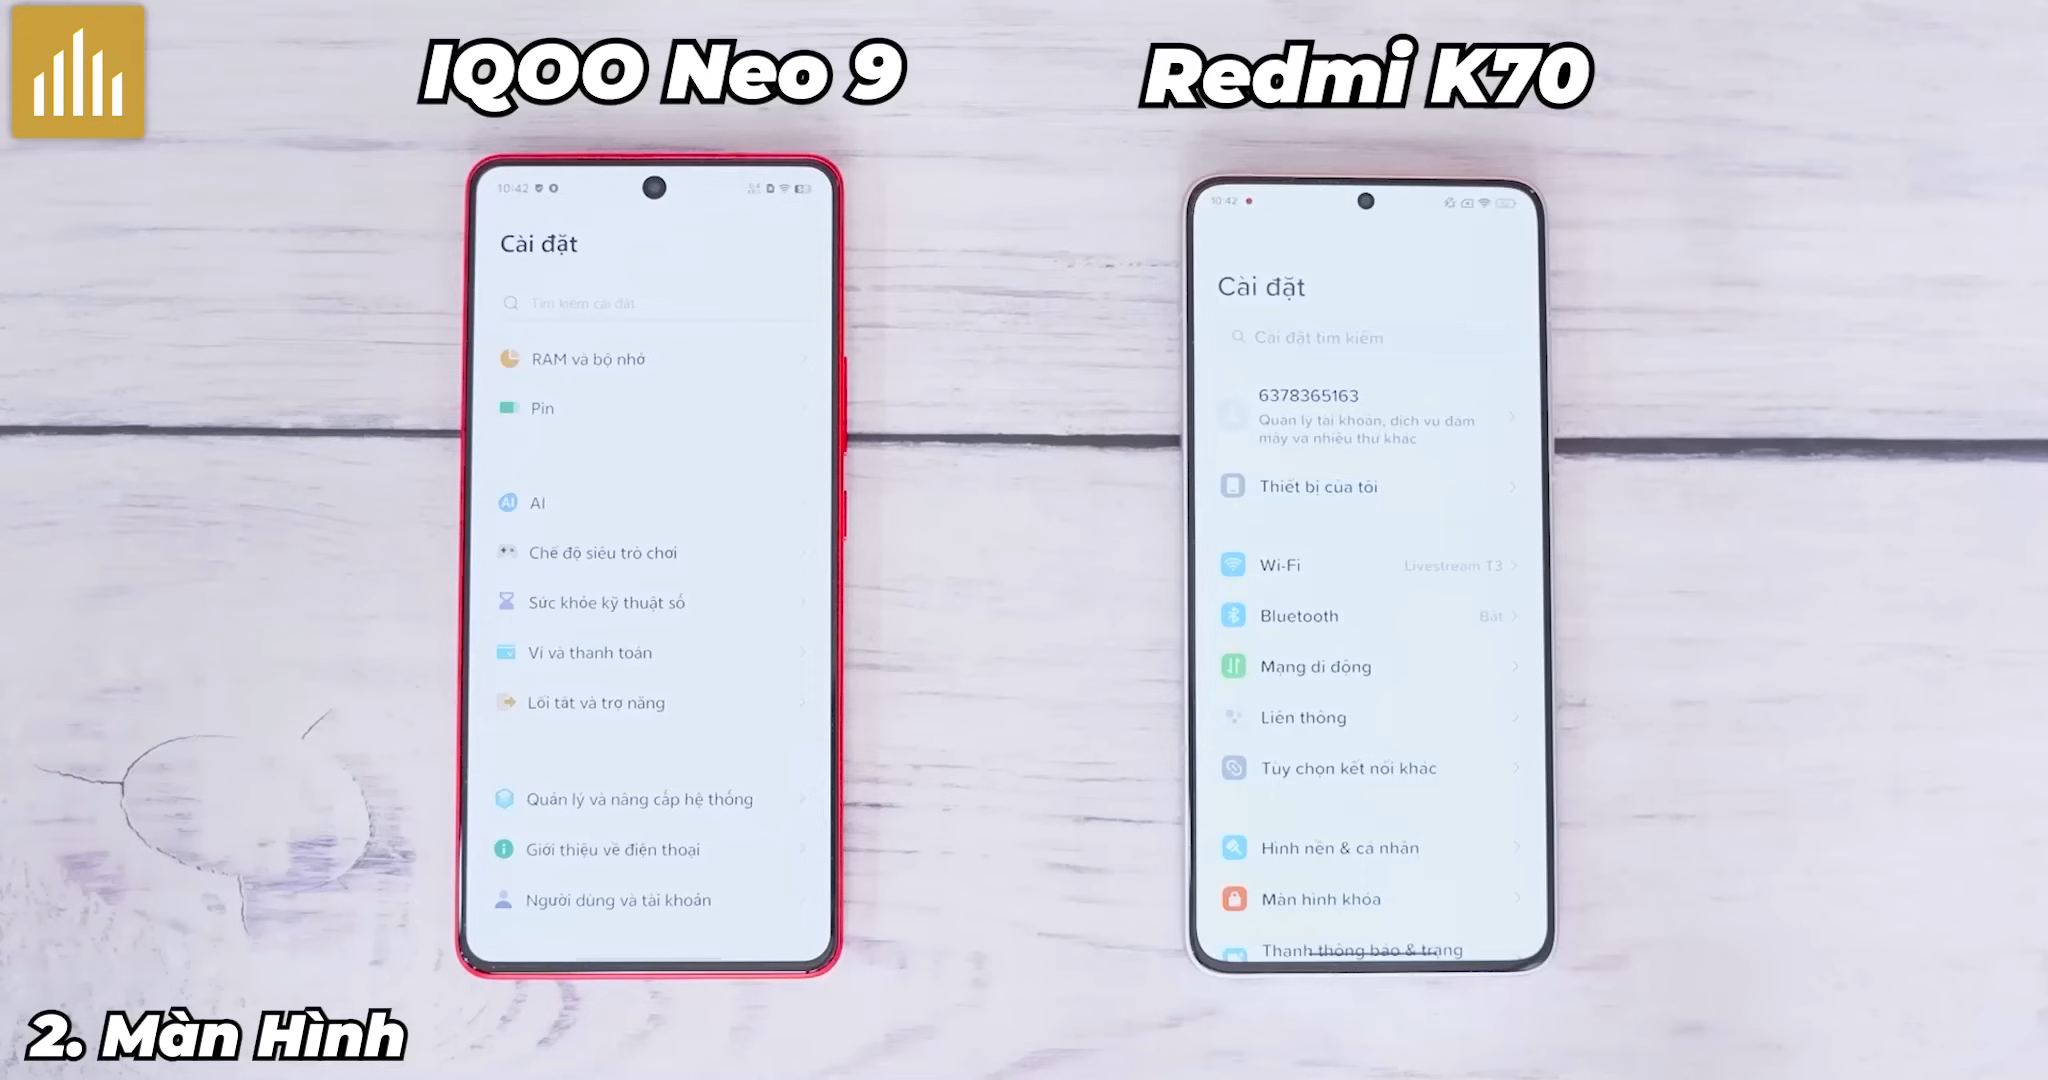 IQOO Neo 9
Redmi K70
10:42
Cài đặt
Tìm kiếm cài đặt
RAM và bộ nhớ
Pin
AI
Chế độ siêu trò chơi
Sức khỏe kỹ thuật số
Ví và thanh toán
Lối tắt và trợ năng
Quản lý và nâng cấp hệ thống
Giới thiệu về điện thoại
Người dùng và tài khoản
10:42
Cài đặt
Cài đặt tìm kiếm
6378365163
Quản lý tài khoản, dịch vụ đám
mây và nhiều thứ khác
Thiết bị của tôi
Wi-Fi
Livestream T3
Bluetooth
Bật
Mạng di động
Liên thông
Tùy chọn kết nối khác
Hình nền & cá nhân
Màn hình khóa
Thanh thông báo & trạng
2. Màn Hình